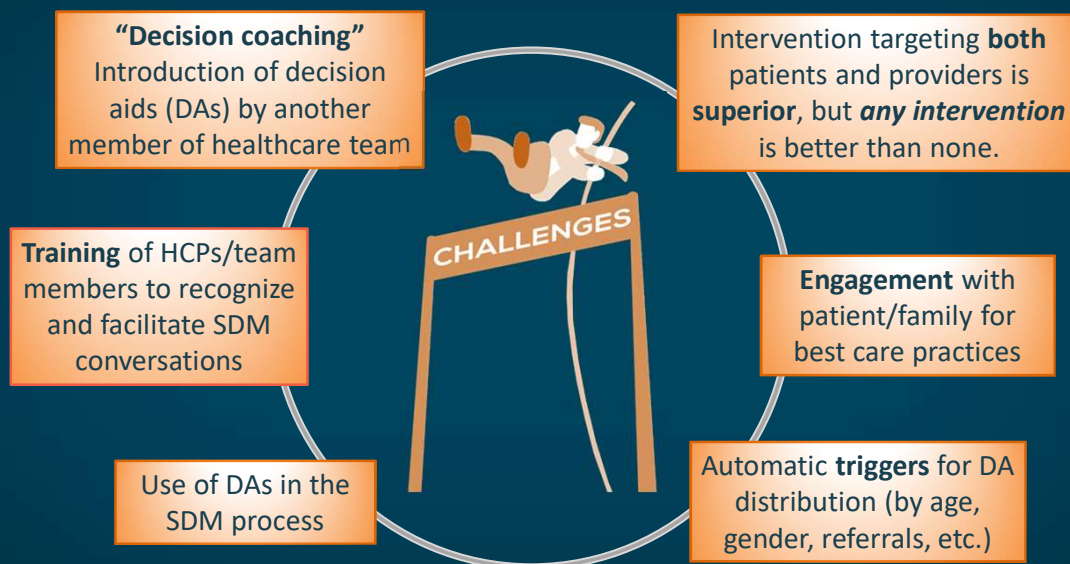 “Decision coaching”
Introduction of decision
aids (DAs) by another
member of healthcare team
Intervention targeting both
patients and providers is
superior, but any intervention
is better than none.
CHALLENGES
Training of HCPs/team
members to recognize
and facilitate SDM
conversations
Engagement with
patient/family for
best care practices
Use of DAs in the
SDM process
Automatic triggers for DA
distribution (by age,
gender, referrals, etc.)